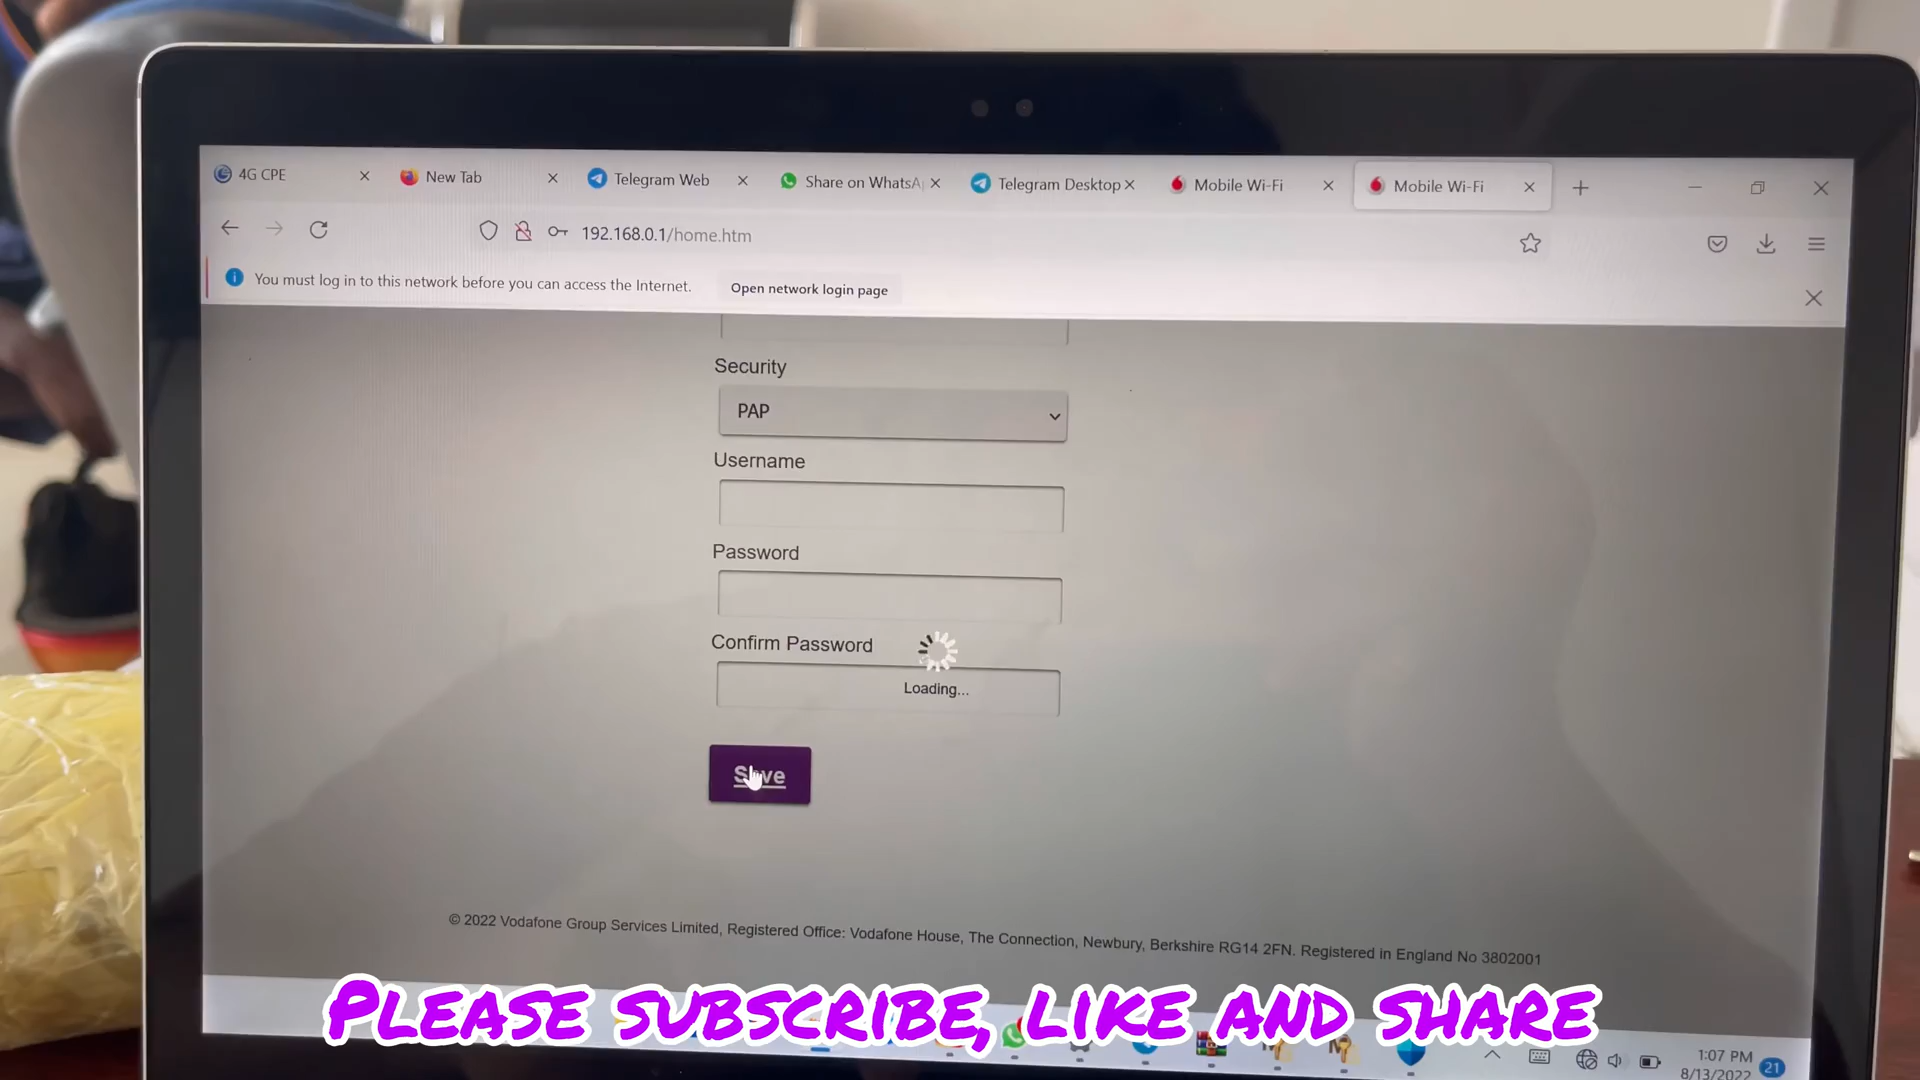 4G CPE
New Tab
Telegram Web
Share on WhatsA
Telegram Desktop
Mobile Wi-Fi
Mobile Wi-Fi
192.168.0.1/home.htm
You must log in to this network before you can access the Internet.
Open network login page
Security
PAP
Username
Password
Confirm Password
Loading...
Save
© 2022 Vodafone Group Services Limited, Registered Office: Vodafone House, The Connection, Newbury, Berkshire RG14 2FN. Registered in England No 3802001
PLEASE SUBSCRIBE, LIKE AND SHARE
1:07 PM
8/13/2022
21